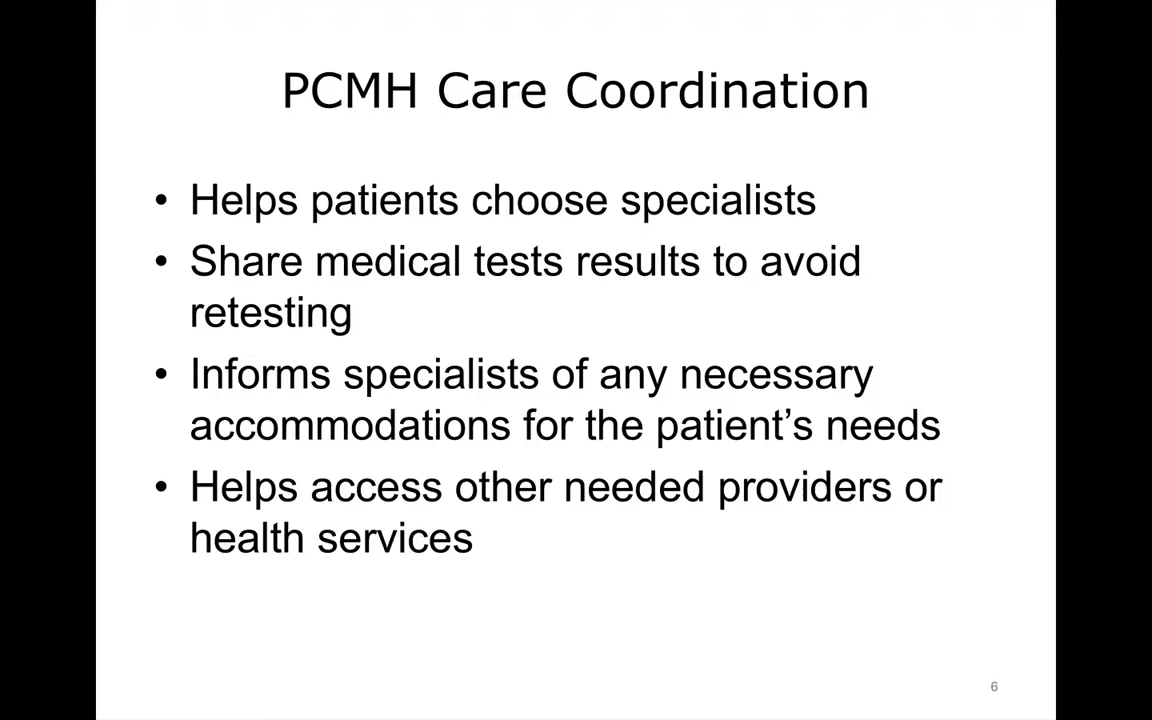 PCMH Care Coordination
• Helps patients choose specialists
• Share medical tests results to avoid
retesting
• Informs specialists of any necessary
accommodations for the patient’s needs
• Helps access other needed providers or
health services
6